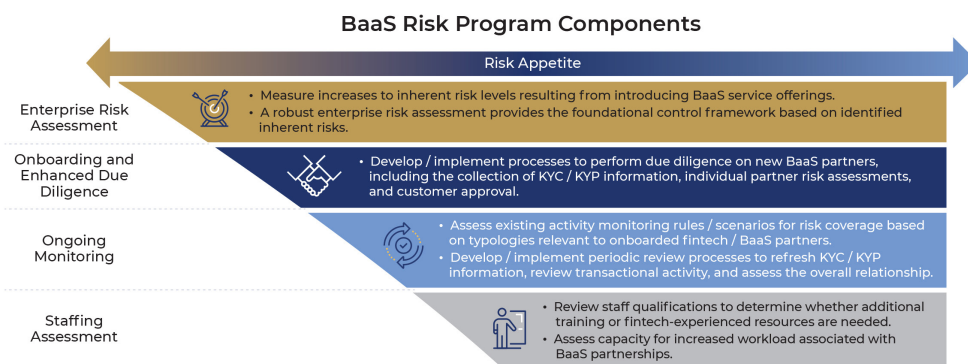 BaaS Risk Program Components
Risk Appetite
Enterprise Risk
Assessment
• Measure increases to inherent risk levels resulting from introducing BaaS service offerings.
• A robust enterprise risk assessment provides the foundational control framework based on identified
inherent risks.
Onboarding and
Enhanced Due
Diligence
• Develop / implement processes to perform due diligence on new BaaS partners,
including the collection of KYC / KYP information, individual partner risk assessments,
and customer approval.
Ongoing
Monitoring
• Assess existing activity monitoring rules / scenarios for risk coverage based
on typologies relevant to onboarded fintech / BaaS partners.
• Develop / implement periodic review processes to refresh KYC / KYP
information, review transactional activity, and assess the overall relationship.
Staffing
Assessment
• Review staff qualifications to determine whether additional
training or fintech-experienced resources are needed.
• Assess capacity for increased workload associated with
BaaS partnerships.